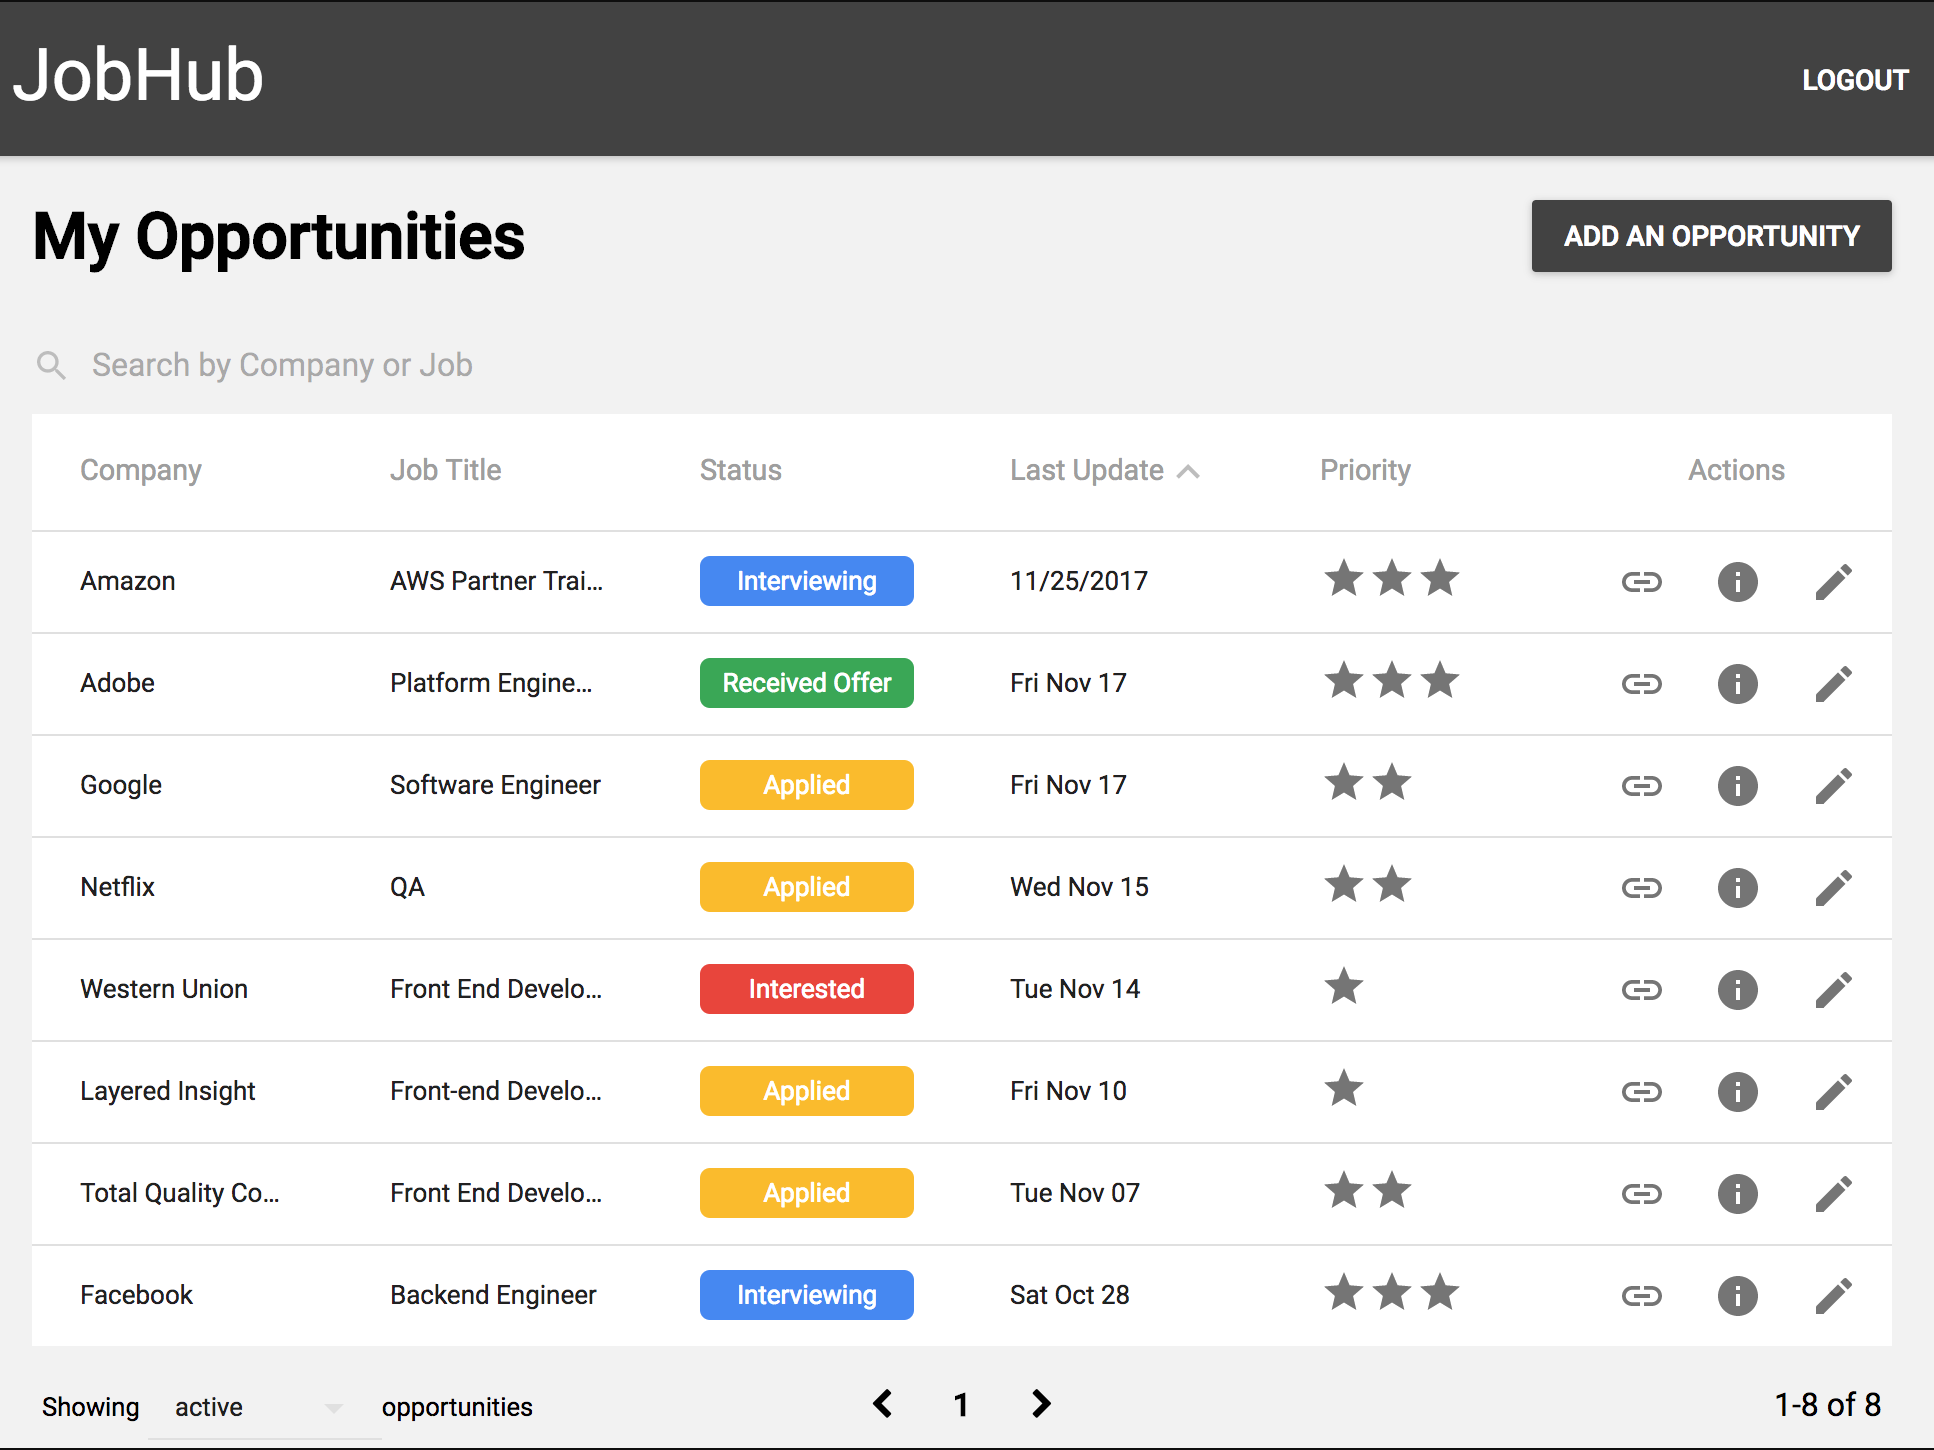 JobHub
LOGOUT
My Opportunities
ADD AN OPPORTUNITY
Search by Company or Job
Company Job Title Status Last Update Priority Actions
Amazon AWS Partner Trai... Interviewing 11/25/2017
Adobe Platform Engine... Received Offer Fri Nov 17
Google Software Engineer Applied Fri Nov 17
Netflix QA Applied Wed Nov 15
Western Union Front End Develo... Interested Tue Nov 14
Layered Insight Front-end Develo... Applied Fri Nov 10
Total Quality Co... Front End Develo... Applied Tue Nov 07
Facebook Backend Engineer Interviewing Sat Oct 28
Showing active opportunities 1 1-8 of 8